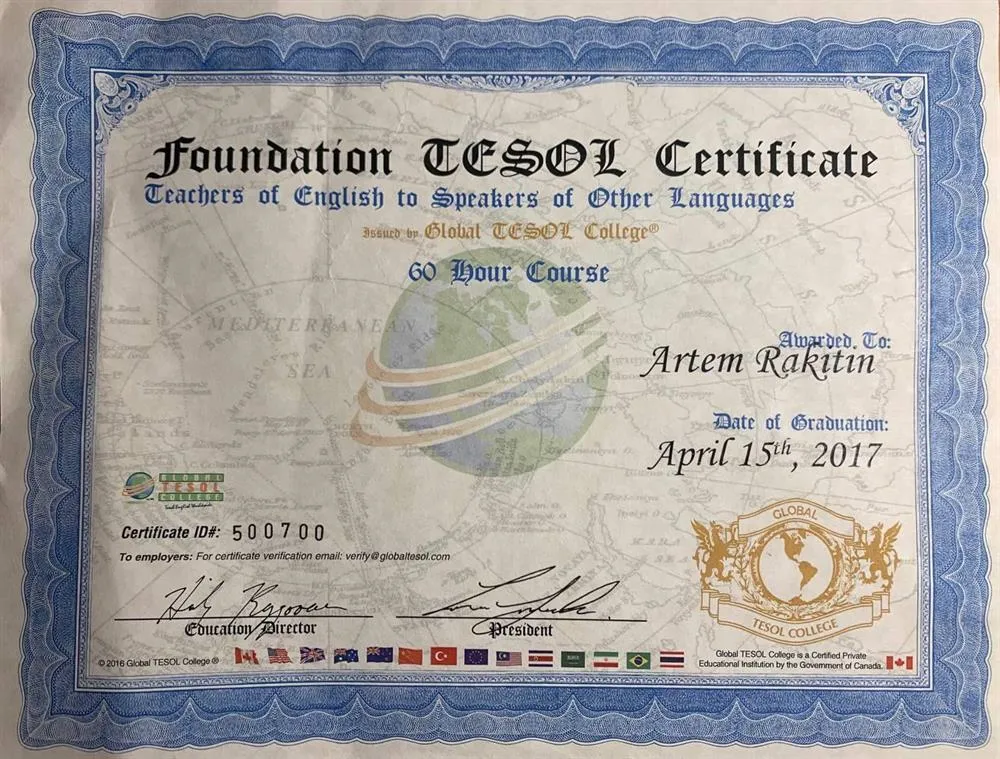 Foundation TESOL Certificate
Teachers of English to Speakers of Other Languages
Issued by Global TESOL College®
60 Hour Course
MEDITERRANEAN
SEA
Awarded To:
Artem Rakitin
Date of Graduation:
April 15th, 2017
GLOBAL
TESOL
COLLEGE
Teach English Worldwide
Certificate ID#: 500700
To employers: For certificate verification email: verify@globaltesol.com
Education Director
President
GLOBAL
TESOL COLLEGE
© 2016 Global TESOL College ®
Global TESOL College is a Certified Private
Educational Institution by the Government of Canada.